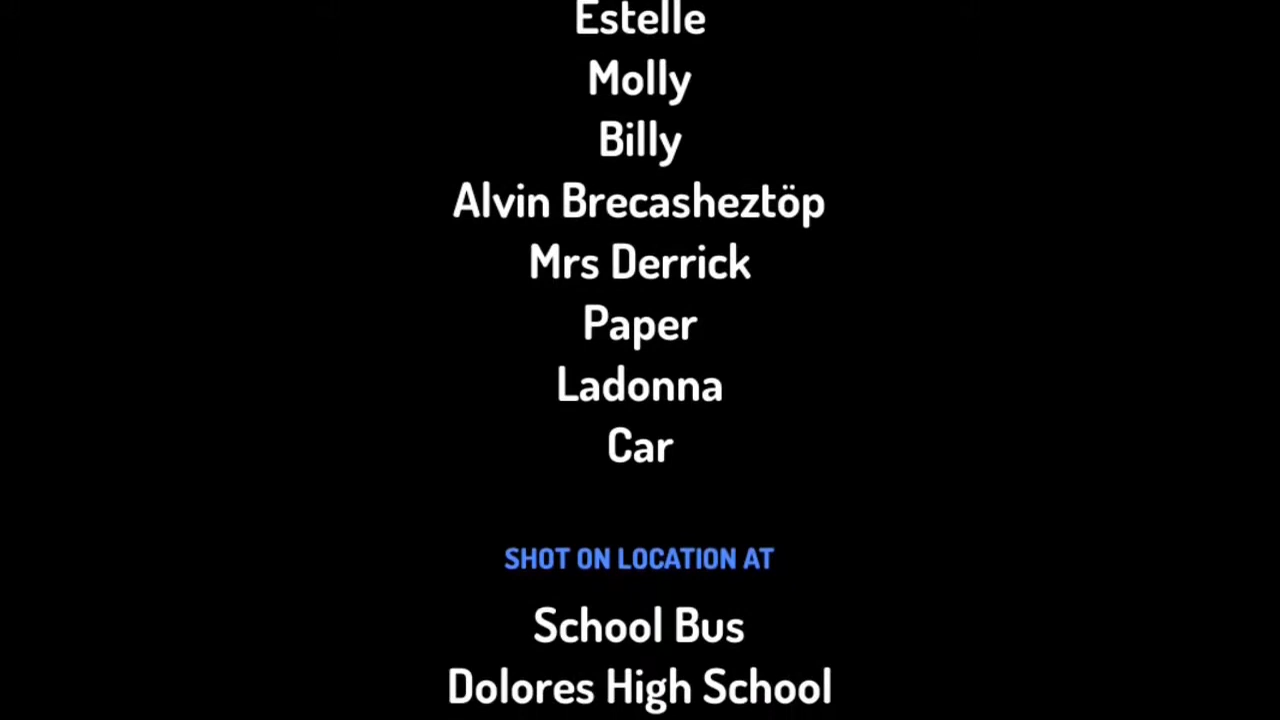 Estelle
Molly
Billy
Alvin Brecasheztöp
Mrs Derrick
Paper
Ladonna
Car
SHOT ON LOCATION AT
School Bus
Dolores High School